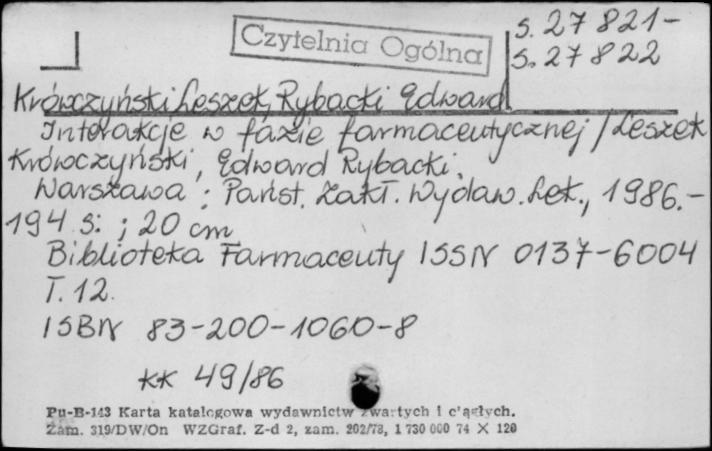 Czytelnia Ogólna
S. 27 821-
S. 27 822
Krówczyński Leszek, Rybacki Edward
Interakcje w fazie farmaceutycznej / Leszek
Krówczyński, Edward Rybacki.
Warszawa : Państ. Zakł. Wydaw. Lek., 1986.-
194 s. ; 20 cm
Biblioteka Farmaceuty ISSN 0137-6004
T. 12.
ISBN 83-200-1060-8
KK 49/86
Pu-B-143 Karta katalogowa wydawnictw zwartych i ciągłych.
Zam. 319/DW/On WZGraf. Z-d 2, zam. 202/78, 1 730 000 74 X 120